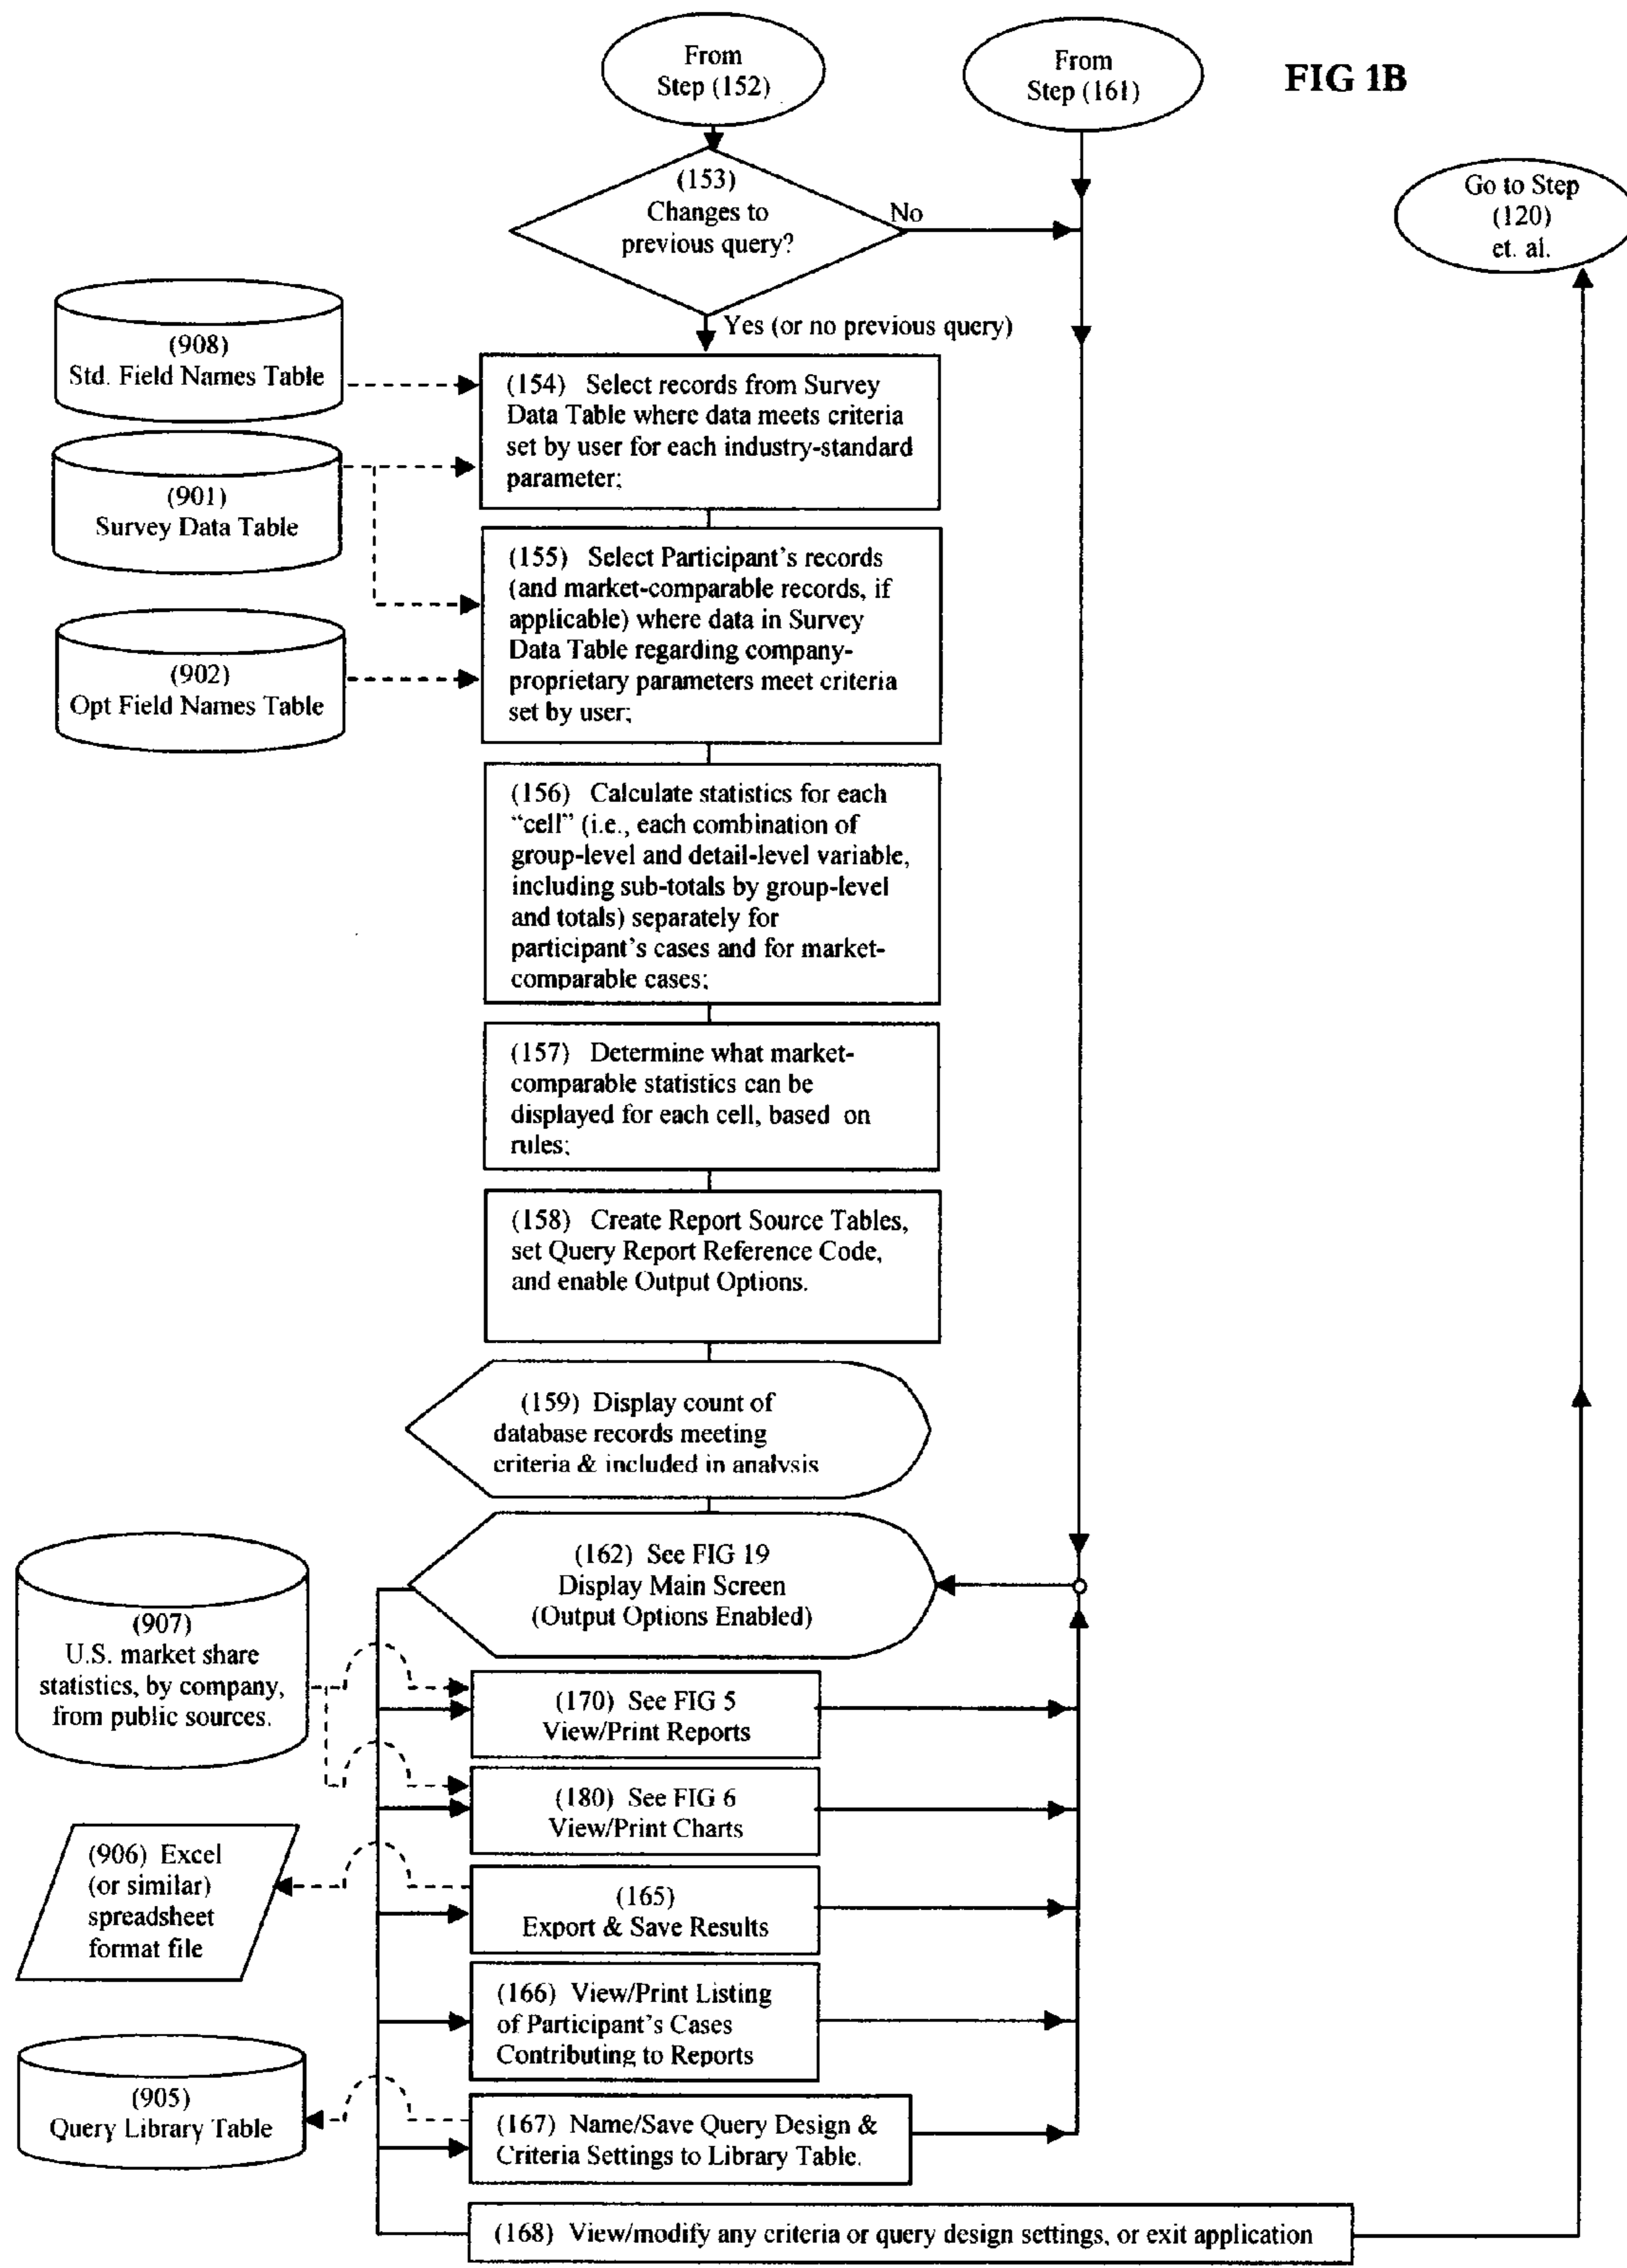 From
Step (152)
From
Step (161)
FIG 1B
Go to Step
(120)
et. al.
(153)
Changes to
previous query?
No
Yes (or no previous query)
(908)
Std. Field Names Table
(901)
Survey Data Table
(902)
Opt Field Names Table
(154) Select records from Survey
Data Table where data meets criteria
set by user for each industry-standard
parameter;
(155) Select Participant's records
(and market-comparable records, if
applicable) where data in Survey
Data Table regarding company-
proprietary parameters meet criteria
set by user;
(156) Calculate statistics for each
“cell” (i.e., each combination of
group-level and detail-level variable,
including sub-totals by group-level
and totals) separately for
participant's cases and for market-
comparable cases;
(157) Determine what market-
comparable statistics can be
displayed for each cell, based on
rules;
(158) Create Report Source Tables,
set Query Report Reference Code,
and enable Output Options.
(159) Display count of
database records meeting
criteria & included in analysis
(162) See FIG 19
Display Main Screen
(Output Options Enabled)
(907)
U.S. market share
statistics, by company,
from public sources.
(170) See FIG 5
View/Print Reports
(180) See FIG 6
View/Print Charts
(906) Excel
(or similar)
spreadsheet
format file
(165)
Export & Save Results
(166) View/Print Listing
of Participant's Cases
Contributing to Reports
(905)
Query Library Table
(167) Name/Save Query Design &
Criteria Settings to Library Table.
(168) View/modify any criteria or query design settings, or exit application